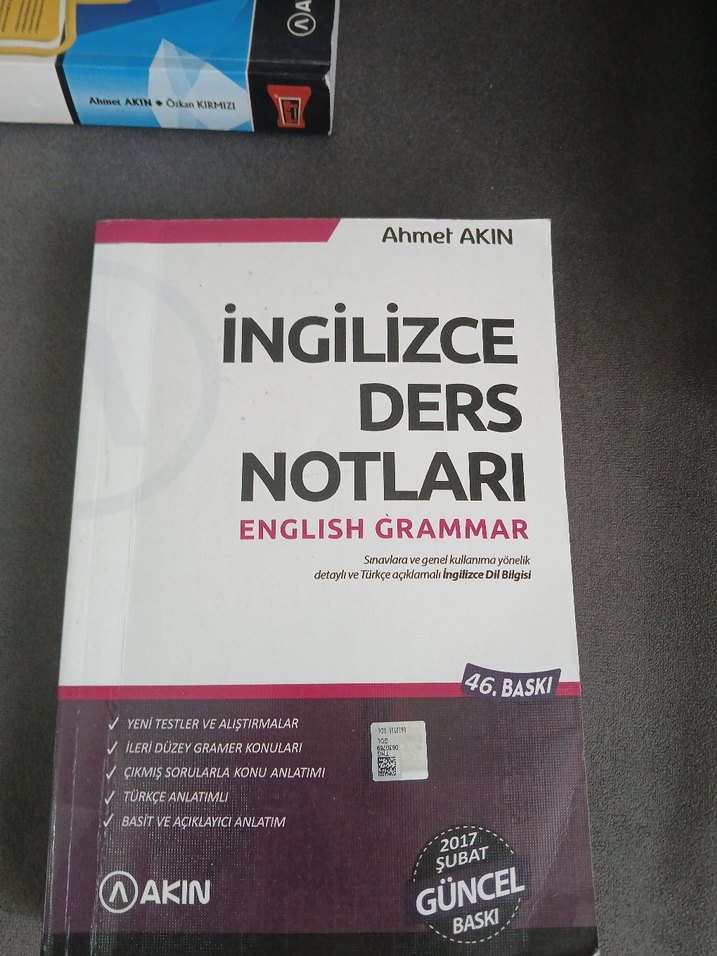 Ahmet AKIN ● Özkan KIRMIZI
Ahmet AKIN
İNGİLİZCE
DERS
NOTLARI
ENGLISH GRAMMAR
Sınavlara ve genel kullanıma yönelik
detaylı ve Türkçe açıklamalı İngilizce Dil Bilgisi
46. BASKI
✓ YENİ TESTLER VE ALIŞTIRMALAR
✓ İLERİ DÜZEY GRAMER KONULARI
✓ ÇIKMIŞ SORULARLA KONU ANLATIMI
✓ TÜRKÇE ANLATIMLI
✓ BASİT VE AÇIKLAYICI ANLATIM
AKIN
2017
ŞUBAT
GÜNCEL
BASKI